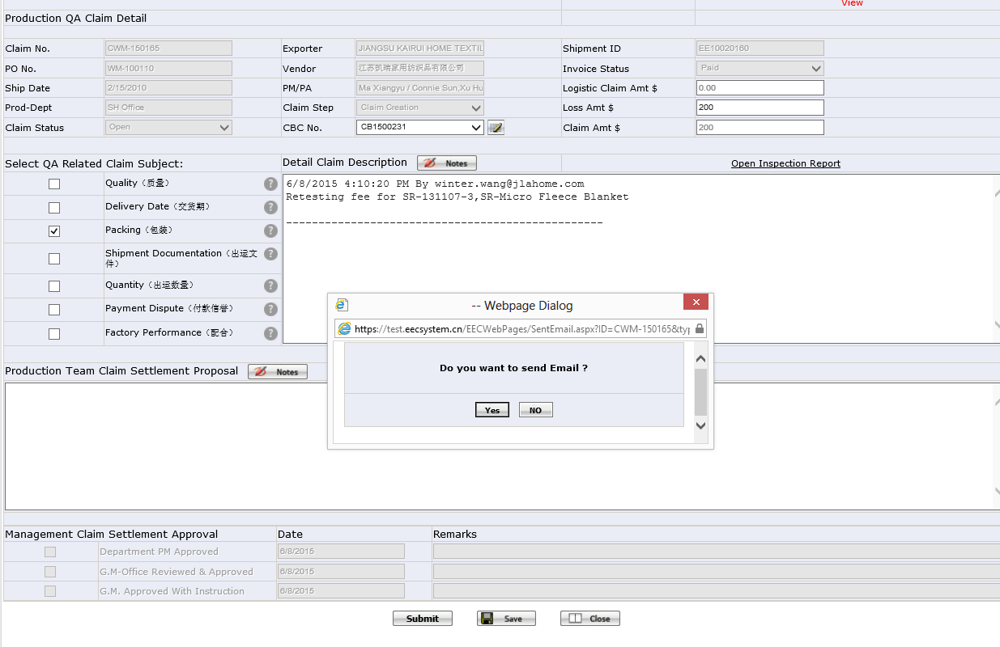 View
Production QA Claim Detail
Claim No. CWM-150165 Exporter JIANGSU KAIRUI HOME TEXTIL Shipment ID EE10020160
PO No. WM-100110 Vendor 江苏凯瑞家用纺织品有限公司 Invoice Status Paid
Ship Date 2/15/2010 PM/PA Ma Xiangyu / Connie Sun,Xu Hu Logistic Claim Amt $ 0.00
Prod-Dept SH Office Claim Step Claim Creation Loss Amt $ 200
Claim Status Open CBC No. CB1500231 Claim Amt $ 200
Select QA Related Claim Subject: Detail Claim Description Notes Open Inspection Report
Quality（质量） ?
Delivery Date（交货期） ?
Packing（包装） ?
Shipment Documentation（出运文
件） ?
Quantity（出运数量） ?
Payment Dispute（付款信誉） ?
Factory Performance（配合） ?
6/8/2015 4:10:20 PM By winter.wang@jlahome.com
Retesting fee for SR-131107-3,SR-Micro Fleece Blanket
-------------------------------------------------
-- Webpage Dialog
https://test.eecsystem.cn/EECWebPages/SentEmail.aspx?ID=CWM-150165&typ
Do you want to send Email ?
Yes NO
Production Team Claim Settlement Proposal Notes
Management Claim Settlement Approval Date Remarks
Department PM Approved 6/8/2015
G.M-Office Reviewed & Approved 6/8/2015
G.M. Approved With Instruction 6/8/2015
Submit Save Close